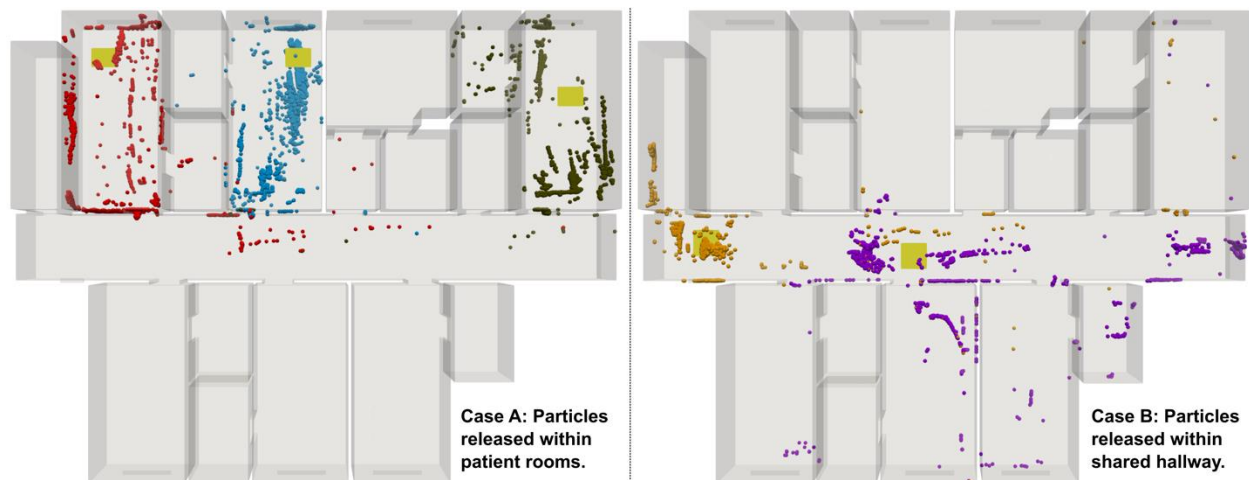 Case A: Particles
released within
patient rooms.
Case B: Particles
released within
shared hallway.